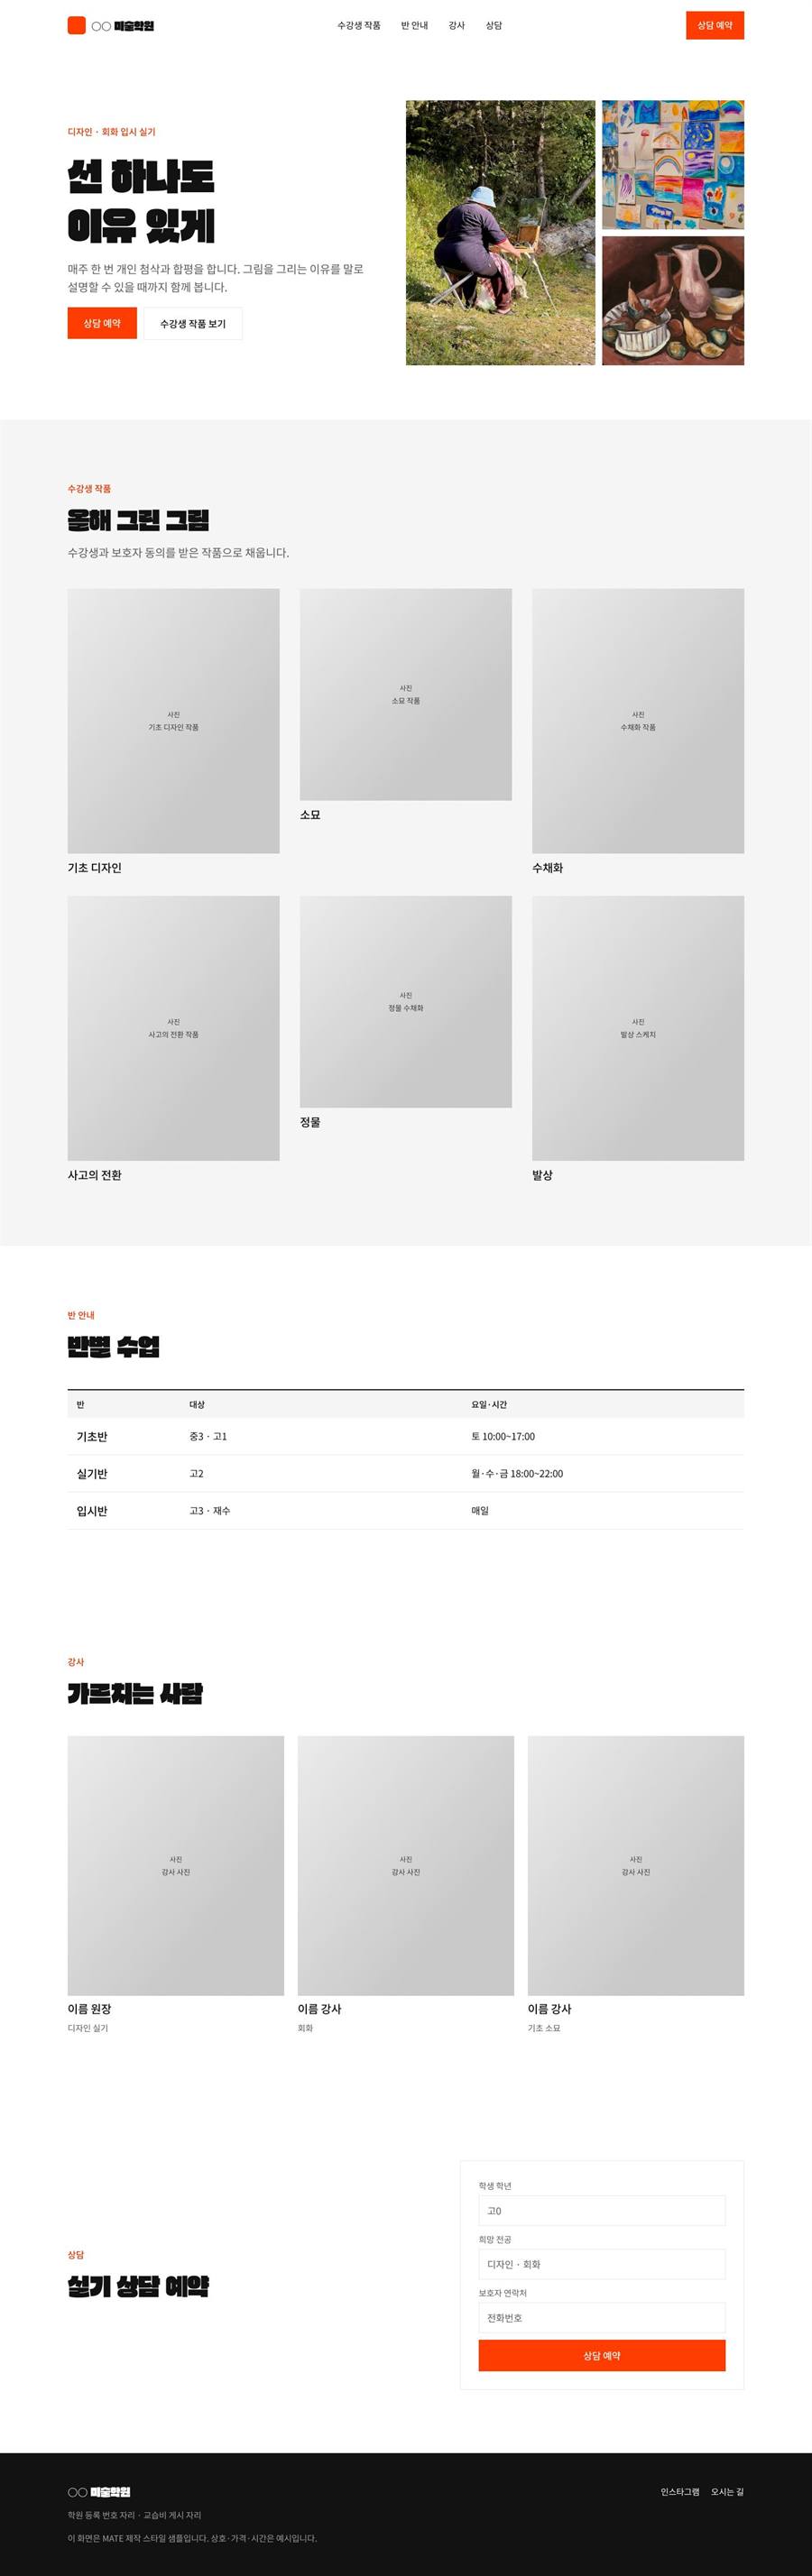 ○○ 미술학원
수강생 작품 반 안내 강사 상담
상담 예약
디자인 · 회화 입시 실기
선 하나도
이유 있게
매주 한 번 개인 첨삭과 합평을 합니다. 그림을 그리는 이유를 말로
설명할 수 있을 때까지 함께 봅니다.
상담 예약 수강생 작품 보기
수강생 작품
올해 그린 그림
수강생과 보호자 동의를 받은 작품으로 채웁니다.
사진
기초 디자인 작품
기초 디자인
사진
소묘 작품
소묘
사진
수채화 작품
수채화
사진
사고의 전환 작품
사고의 전환
사진
정물 수채화
정물
사진
발상 스케치
발상
반 안내
반별 수업
반 대상 요일·시간
기초반 중3 · 고1 토 10:00~17:00
실기반 고2 월·수·금 18:00~22:00
입시반 고3 · 재수 매일
강사
가르치는 사람
사진
강사 사진
이름 원장
디자인 실기
사진
강사 사진
이름 강사
회화
사진
강사 사진
이름 강사
기초 소묘
상담
실기 상담 예약
학생 학년
고0
희망 전공
디자인 · 회화
보호자 연락처
전화번호
상담 예약
○○ 미술학원
인스타그램 오시는 길
학원 등록 번호 자리 · 교습비 게시 자리
이 화면은 MATE 제작 스타일 샘플입니다. 상호·가격·시간은 예시입니다.